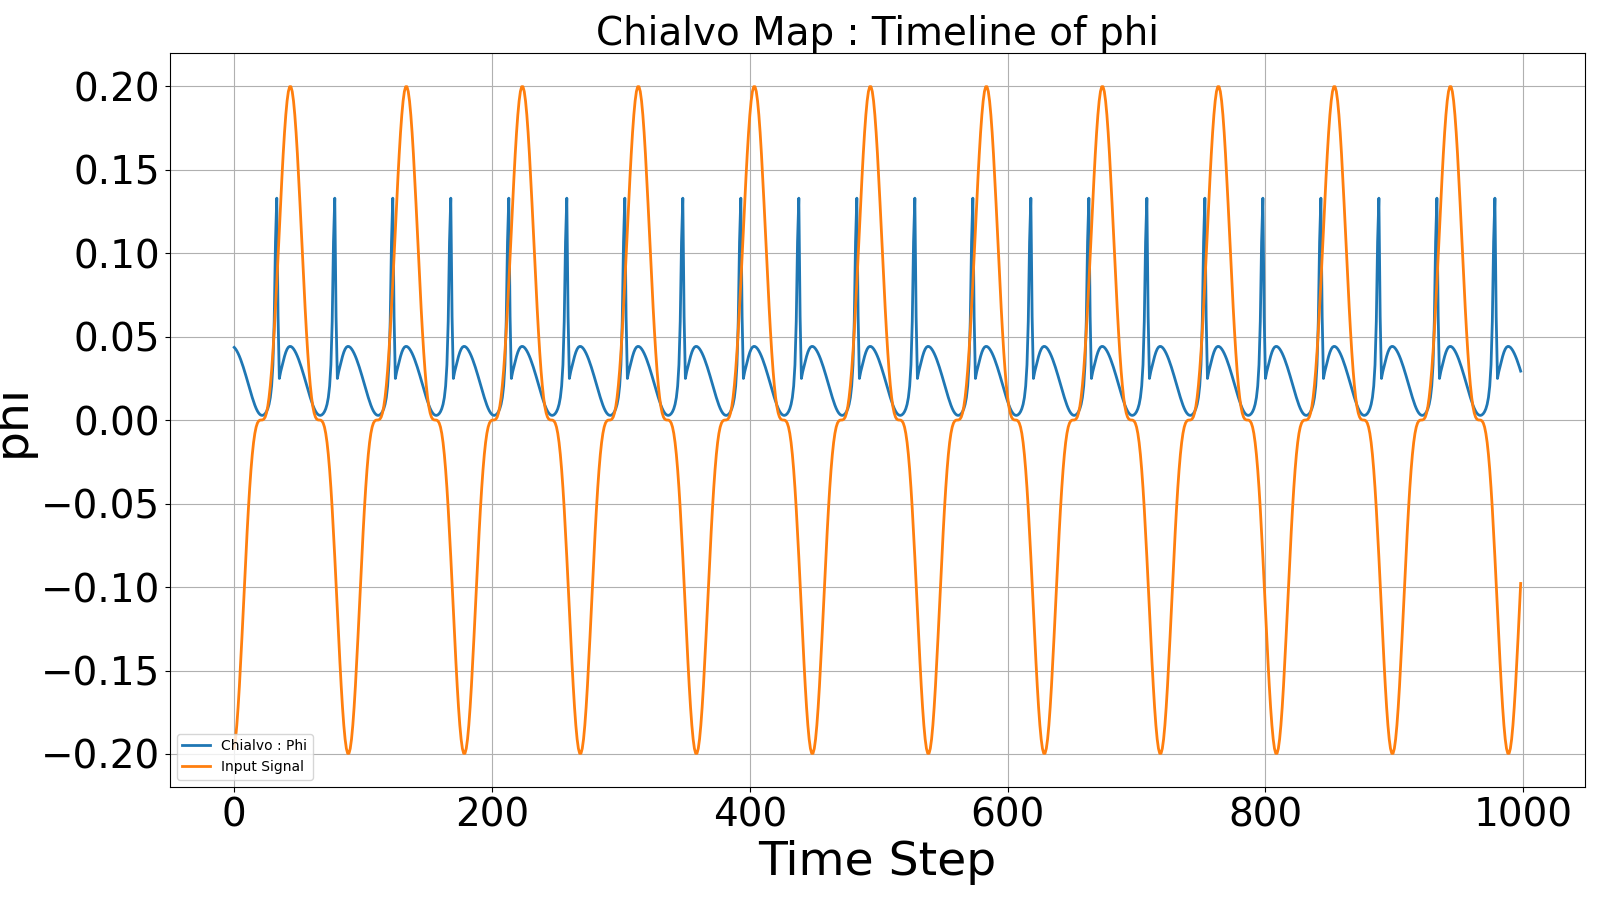 Chialvo Map : Timeline of phi
0.20
0.15
0.10
0.05
0.00
−0.05
−0.10
−0.15
−0.20
phi
Chialvo : Phi
Input Signal
0 200 400 600 800 1000
Time Step